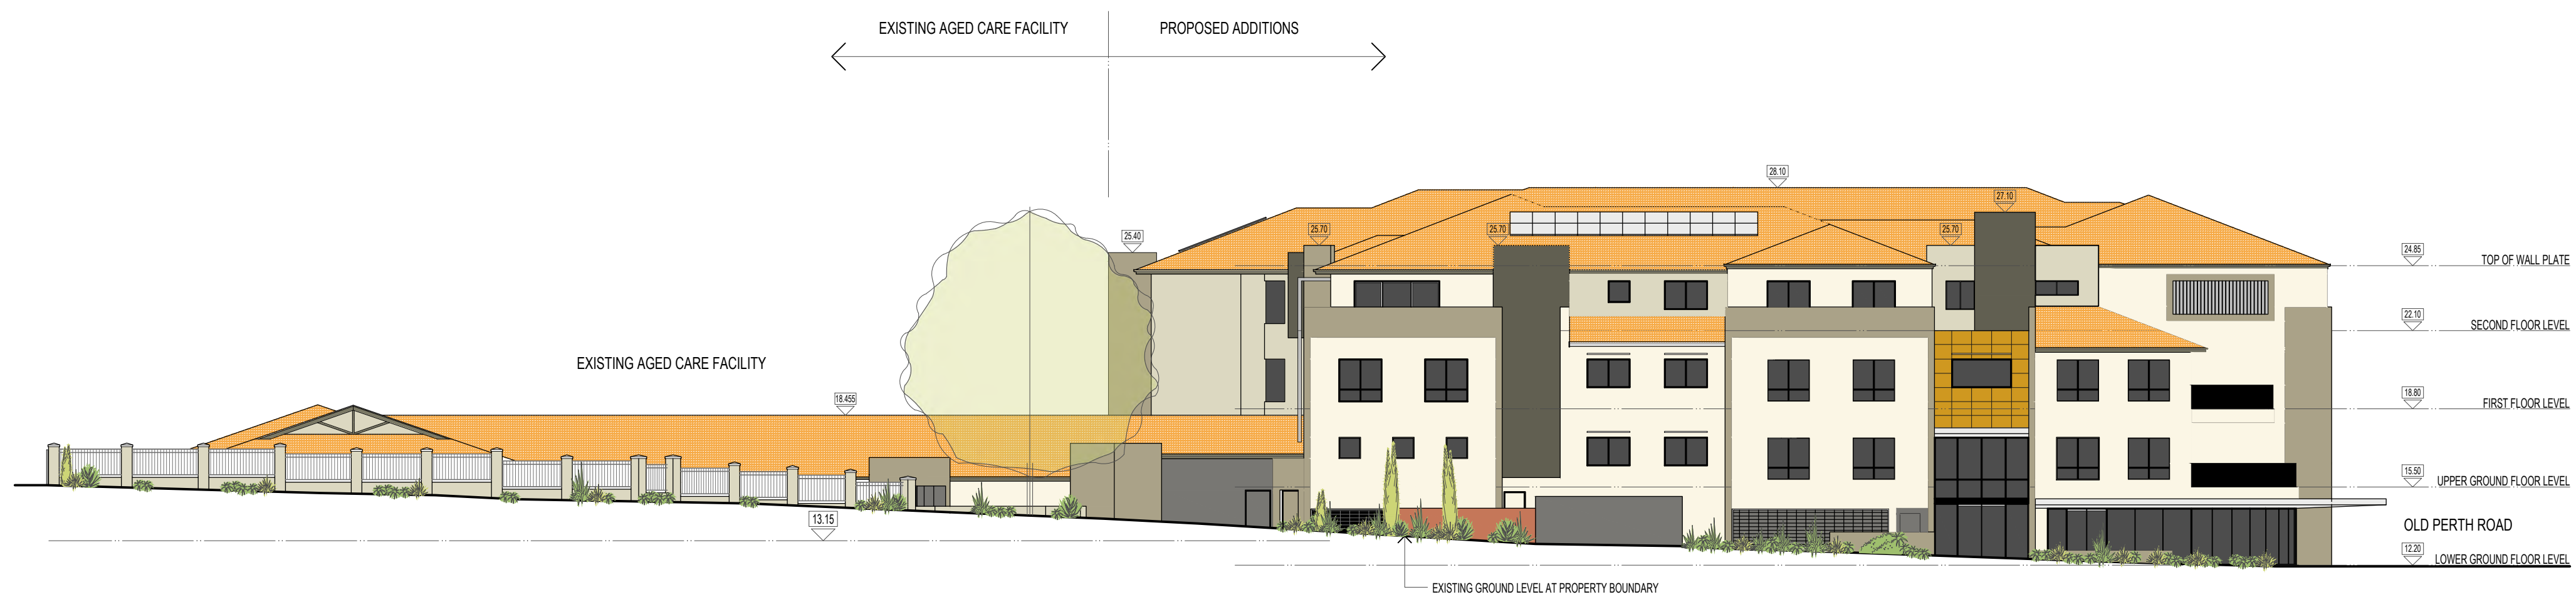 EXISTING AGED CARE FACILITY
PROPOSED ADDITIONS
28.10
27.10
25.40
25.70
25.70
25.70
24.85
TOP OF WALL PLATE
22.10
SECOND FLOOR LEVEL
EXISTING AGED CARE FACILITY
18.455
18.80
FIRST FLOOR LEVEL
15.50
UPPER GROUND FLOOR LEVEL
13.15
OLD PERTH ROAD
12.20
LOWER GROUND FLOOR LEVEL
EXISTING GROUND LEVEL AT PROPERTY BOUNDARY